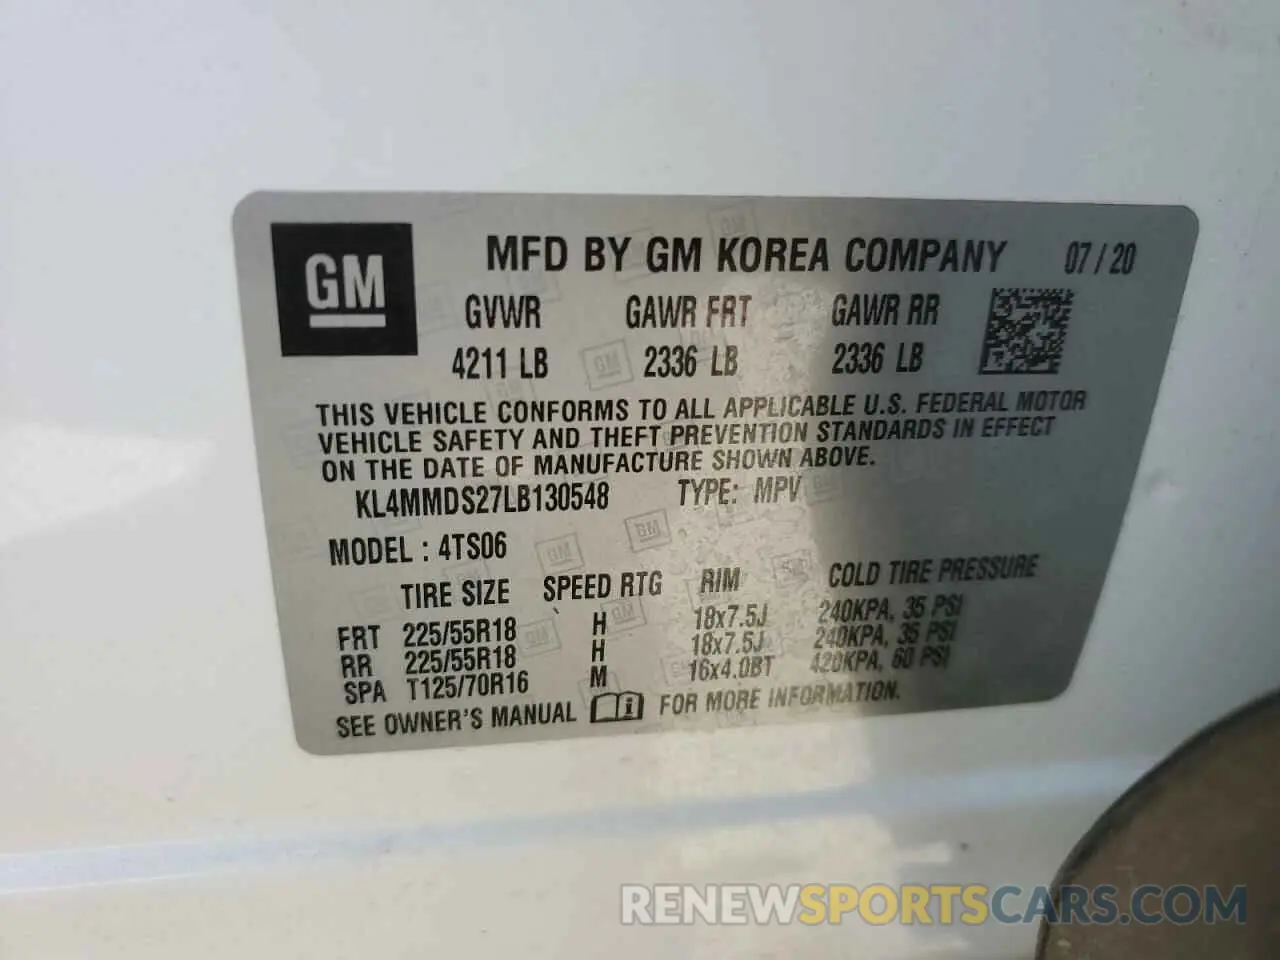 GM
MFD BY GM KOREA COMPANY 07/20
GVWR GAWR FRT GAWR RR
4211 LB 2336 LB 2336 LB
THIS VEHICLE CONFORMS TO ALL APPLICABLE U.S. FEDERAL MOTOR
VEHICLE SAFETY AND THEFT PREVENTION STANDARDS IN EFFECT
ON THE DATE OF MANUFACTURE SHOWN ABOVE.
KL4MMDS27LB130548 TYPE: MPV
MODEL : 4TS06
TIRE SIZE SPEED RTG RIM COLD TIRE PRESSURE
FRT 225/55R18 H 18x7.5J 240KPA, 35 PSI
RR 225/55R18 H 18x7.5J 240KPA, 35 PSI
SPA T125/70R16 M 16x4.0BT 420KPA, 60 PSI
SEE OWNER'S MANUAL FOR MORE INFORMATION.
RENEWSPORTSCARS.COM